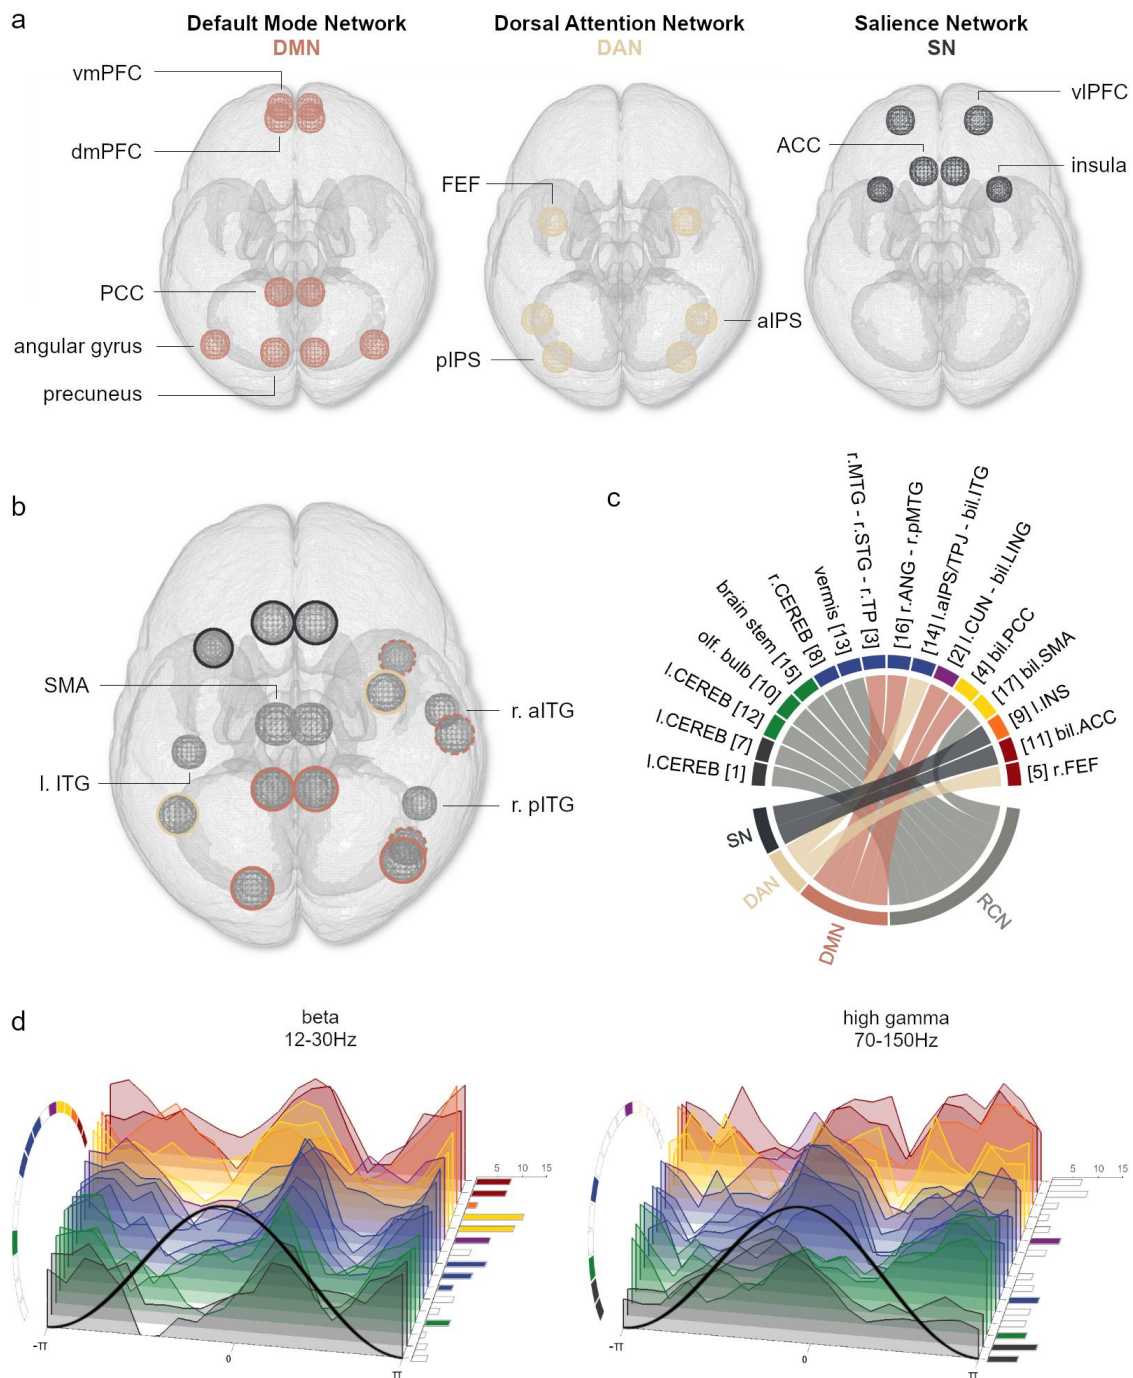 a
Default Mode Network
DMN
Dorsal Attention Network
DAN
Salience Network
SN
vmPFC
dmPFC
PCC
angular gyrus
precuneus
FEF
aIPS
pIPS
vlPFC
ACC
insula
b
SMA
l. ITG
r. aITG
r. pITG
c
l.CEREB [1]
l.CEREB [7]
l.CEREB [12]
olf. bulb [10]
brain stem [15]
r.CEREB [8]
vermis [13]
r.MTG - r.STG - r.TP [3]
[16] r.ANG - r.pMTG
[14] l.aIPS/TPJ - bil.ITG
[2] l.CUN - bil.LING
[4] bil.PCC
[17] bil.SMA
[9] l.INS
[11] bil.ACC
[5] r.FEF
SN
DAN
DMN
RCN
d
beta
12-30Hz
5 10 15
-π
0
π
high gamma
70-150Hz
5 10 15
-π
0
π